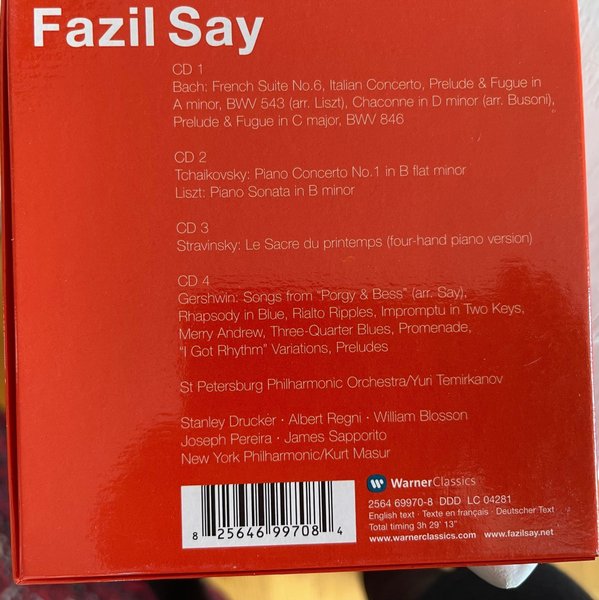 Fazil Say
CD 1
Bach: French Suite No.6, Italian Concerto, Prelude & Fugue in
A minor, BWV 543 (arr. Liszt), Chaconne in D minor (arr. Busoni),
Prelude & Fugue in C major, BWV 846
CD 2
Tchaikovsky: Piano Concerto No.1 in B flat minor
Liszt: Piano Sonata in B minor
CD 3
Stravinsky: Le Sacre du printemps (four-hand piano version)
CD 4
Gershwin: Songs from "Porgy & Bess" (arr. Say),
Rhapsody in Blue, Rialto Ripples, Impromptu in Two Keys,
Merry Andrew, Three-Quarter Blues, Promenade,
"I Got Rhythm" Variations, Preludes
St Petersburg Philharmonic Orchestra/Yuri Temirkanov
Stanley Drucker · Albert Regni · William Blosson
Joseph Pereira · James Sapporito
New York Philharmonic/Kurt Masur
WarnerClassics
2564 69970-8 DDD LC 04281
English text · Texte en français · Deutscher Text
Total timing 3h 29' 13"
www.warnerclassics.com www.fazilsay.net
8 25646 99708 4